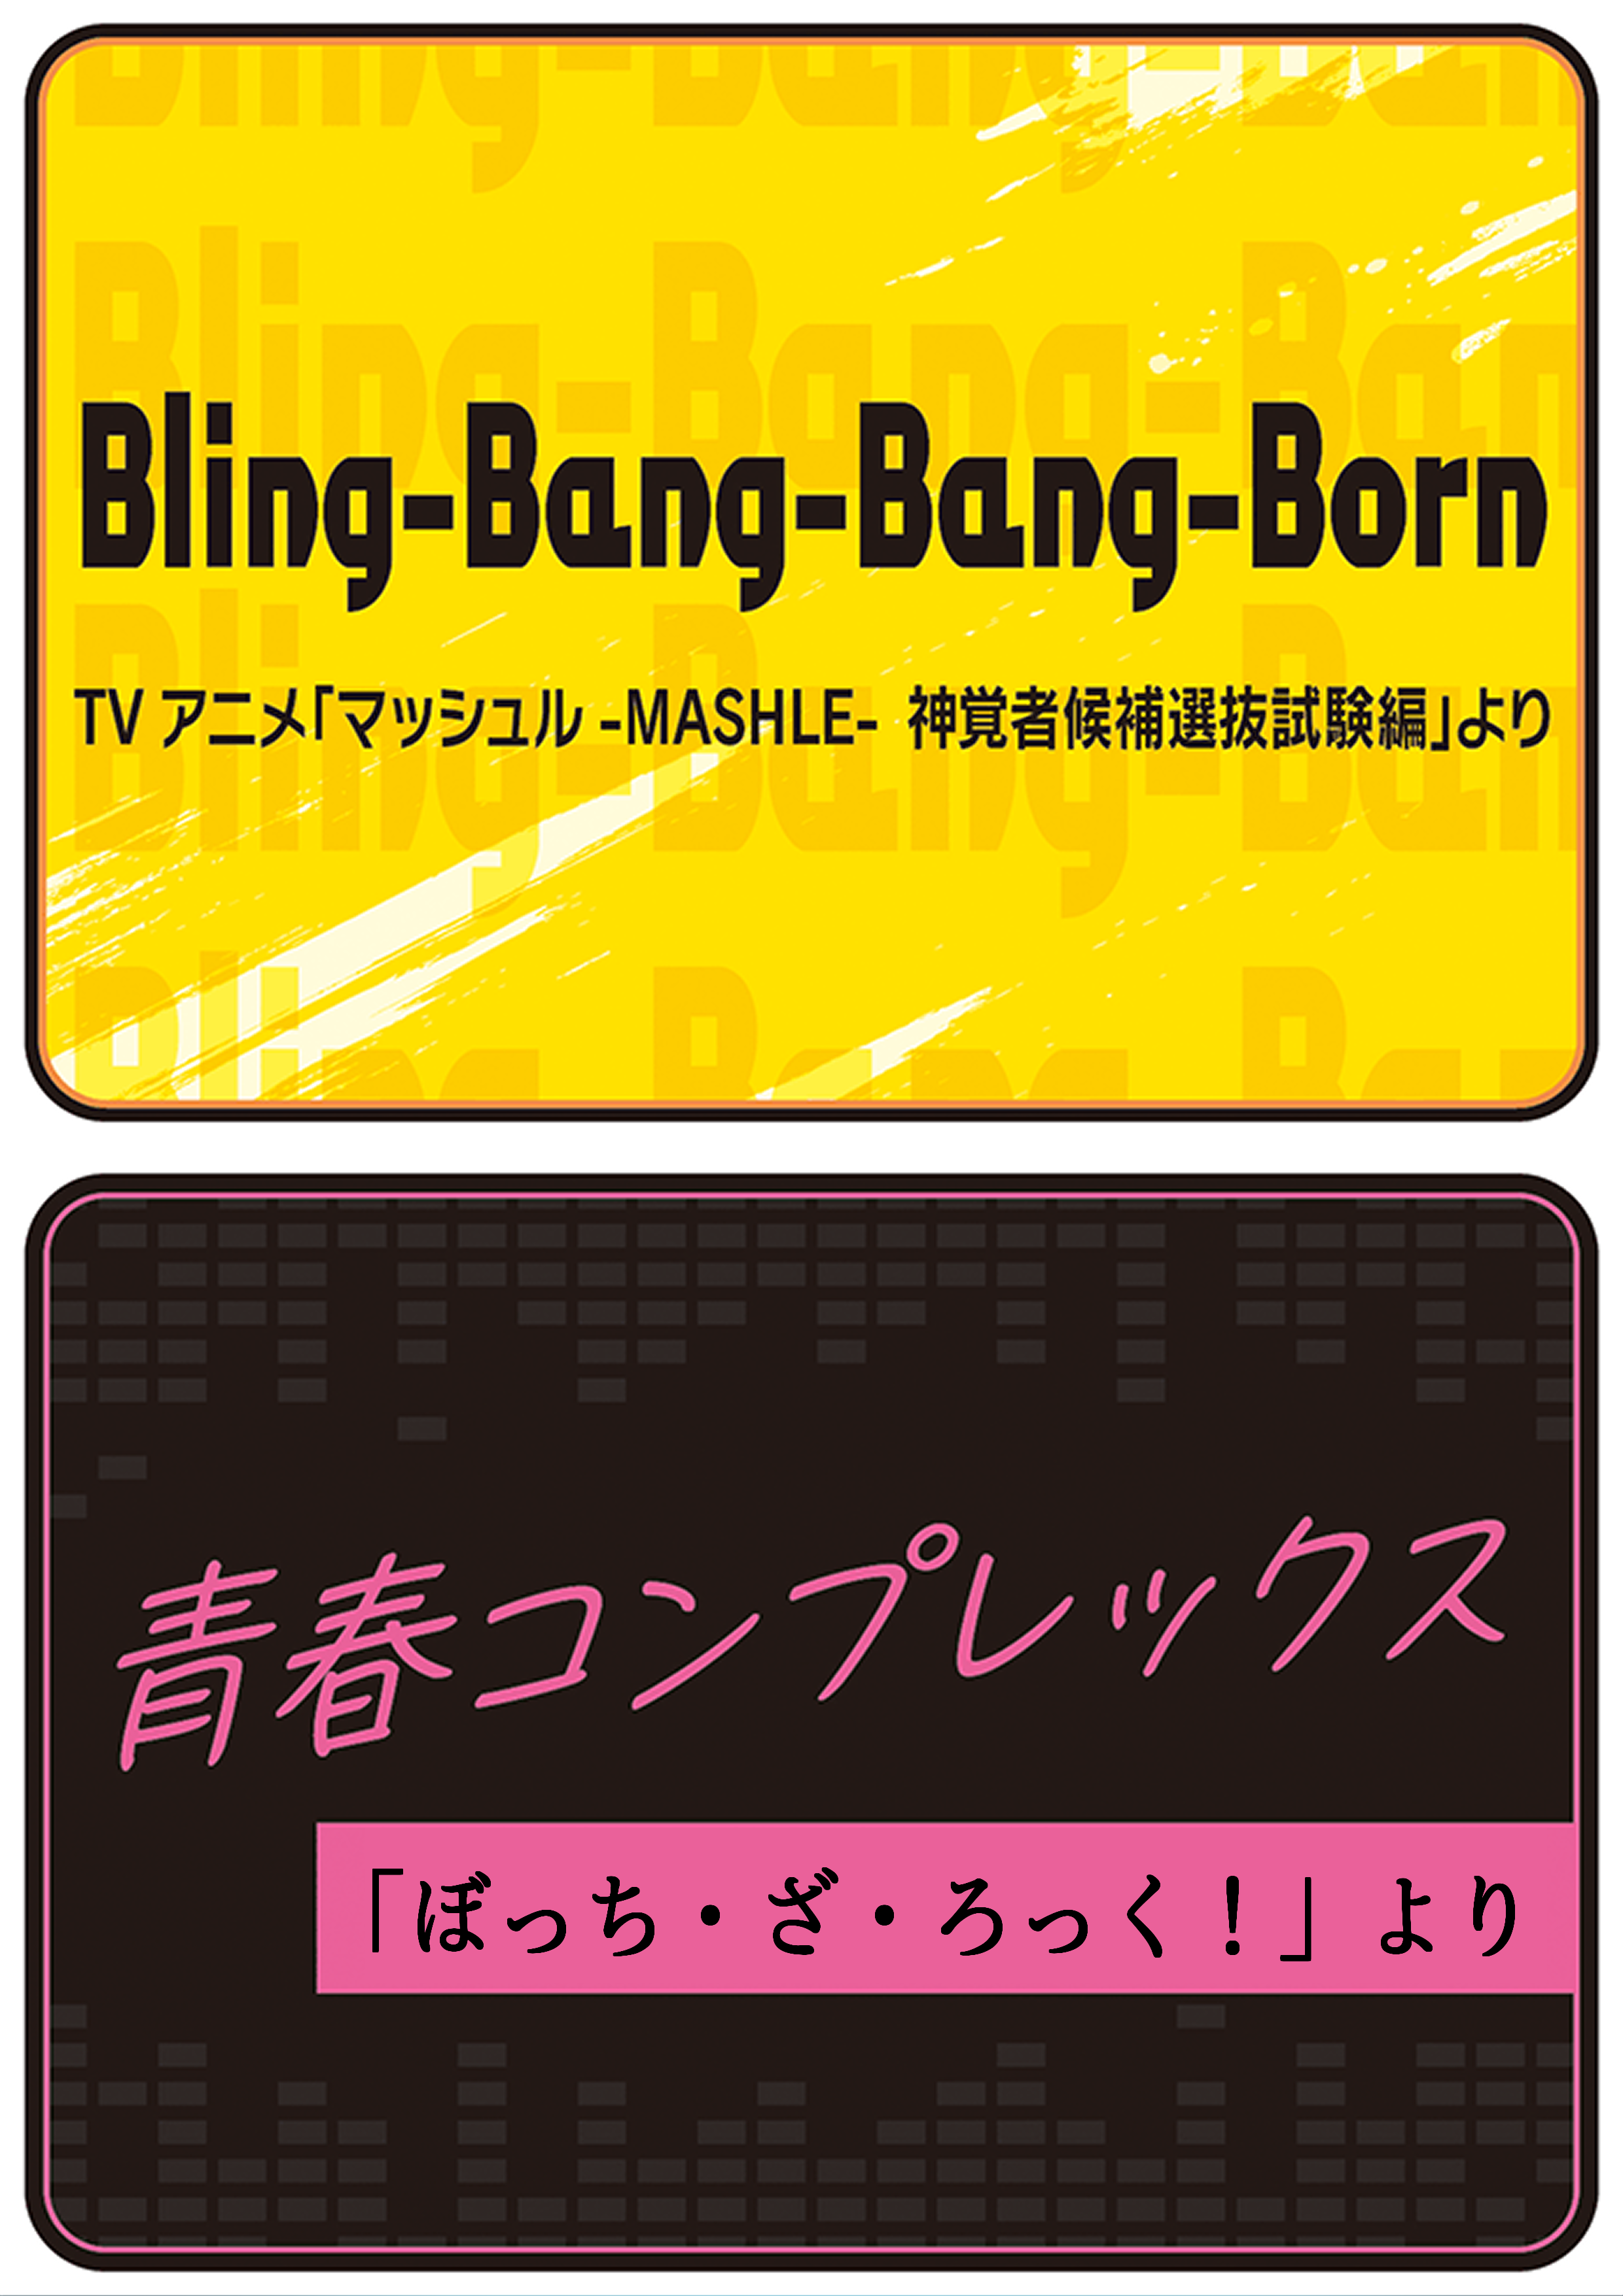 Bling-Bang-Bang-Born
TVアニメ「マッシュル-MASHLE- 神覚者候補選抜試験編」より
青春コンプレックス
「ぼっち・ざ・ろっく!」より